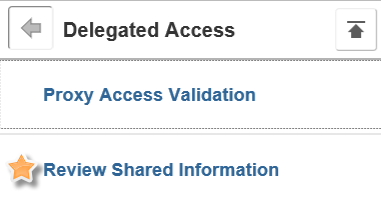 Delegated Access
Proxy Access Validation
Review Shared Information